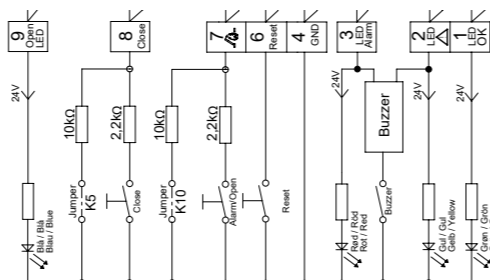 9
Open
LED
8
Close
7
6
Reset
4
GND
3
LED
Alarm
2
LED
1
LED
OK
24V
10kΩ
2,2kΩ
10kΩ
2,2kΩ
24V
Buzzer
24V
24V
Jumper
K5
Close
Jumper
K10
Alarm/Open
Reset
Buzzer
Blå / Blå
Blau / Blue
Rød / Röd
Rot / Red
Gul / Gul
Gelb / Yellow
Grøn / Grön